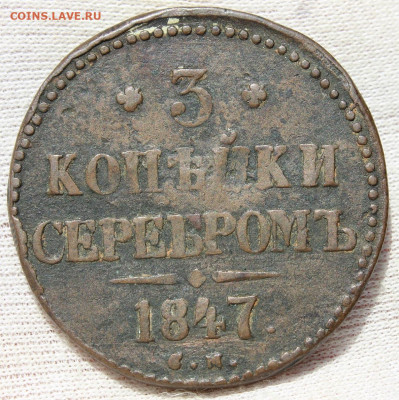 COINS.LAVE.RU
3
КОПѢЙКИ
СЕРЕБРОМЪ
1847.
С.М.